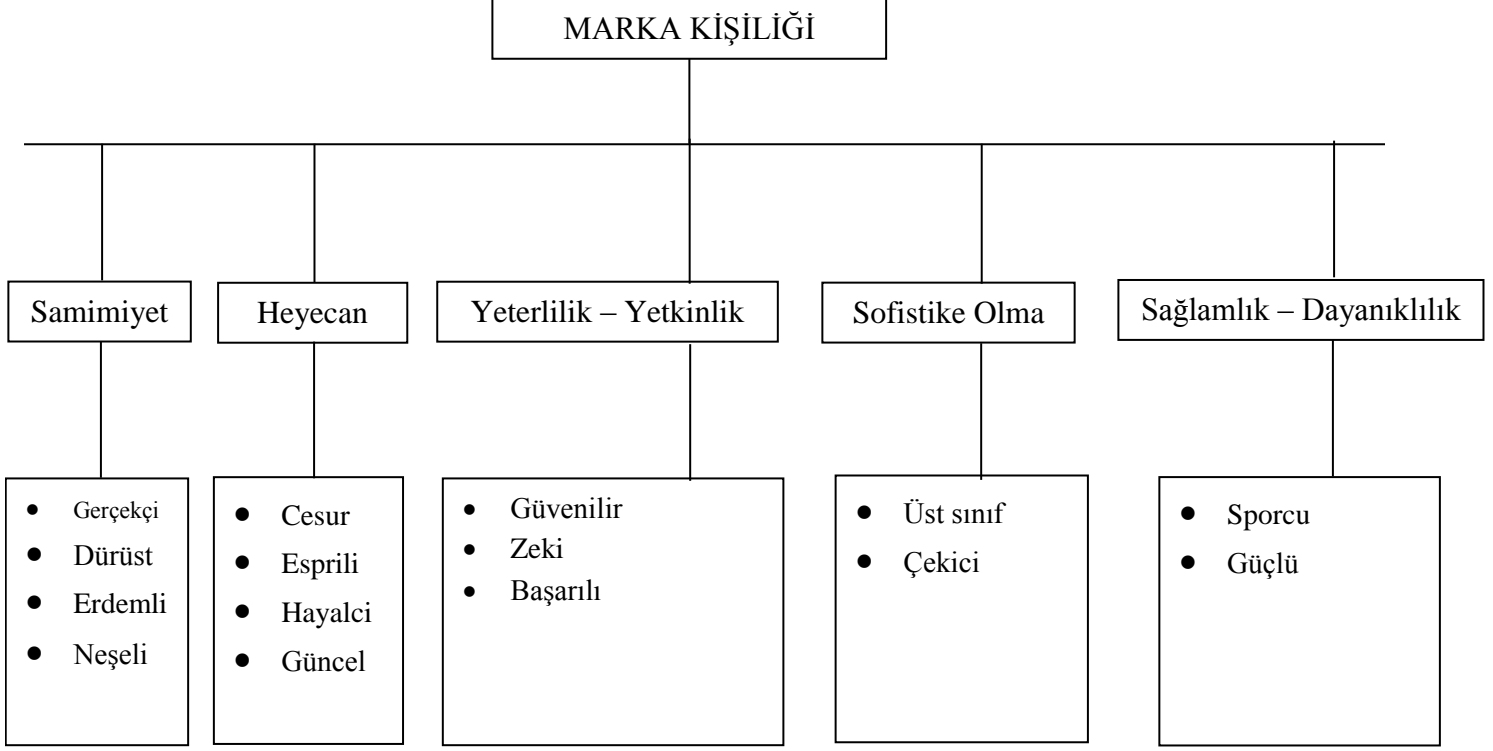 MARKA KİŞİLİĞİ
Samimiyet
Heyecan
Yeterlilik – Yetkinlik
Sofistike Olma
Sağlamlık – Dayanıklılık
• Gerçekçi
• Dürüst
• Erdemli
• Neşeli
• Cesur
• Esprili
• Hayalci
• Güncel
• Güvenilir
• Zeki
• Başarılı
• Üst sınıf
• Çekici
• Sporcu
• Güçlü